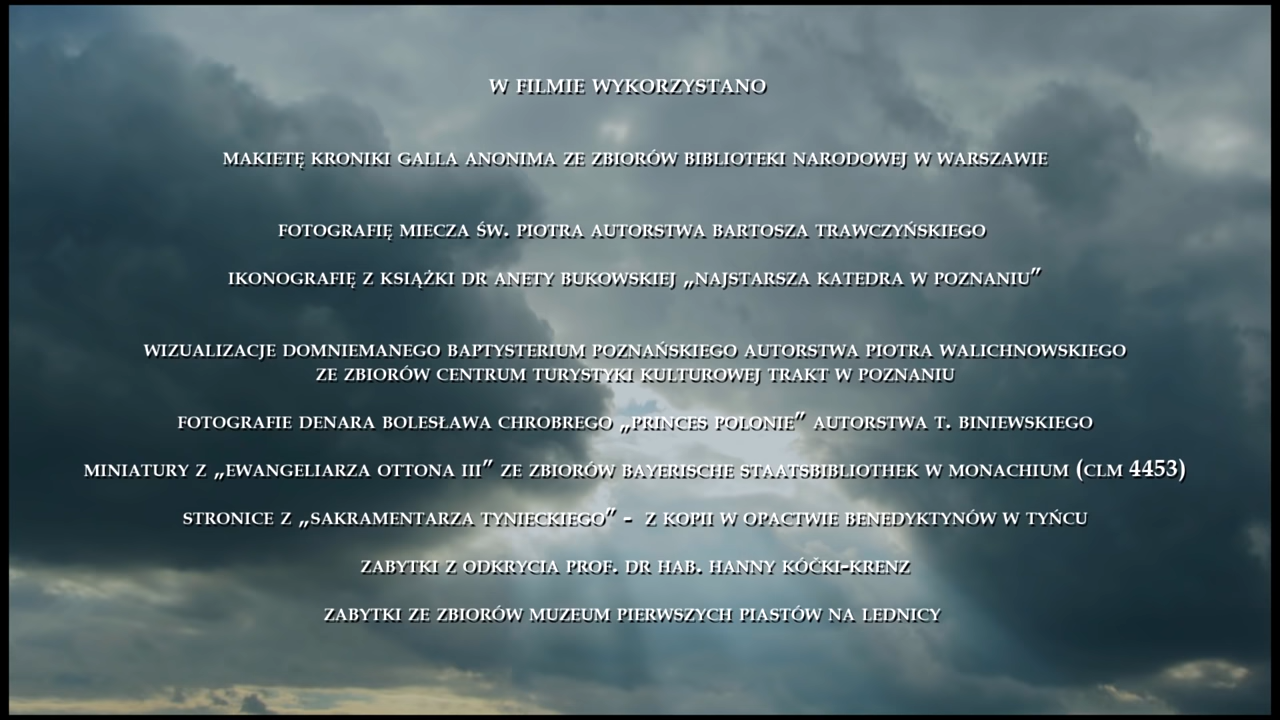 W FILMIE WYKORZYSTANO
MAKIETĘ KRONIKI GALLA ANONIMA ZE ZBIORÓW BIBLIOTEKI NARODOWEJ W WARSZAWIE
FOTOGRAFIĘ MIECZA ŚW. PIOTRA AUTORSTWA BARTOSZA TRAWCZYŃSKIEGO
IKONOGRAFIĘ Z KSIĄŻKI DR ANETY BUKOWSKIEJ „NAJSTARSZA KATEDRA W POZNANIU”
WIZUALIZACJE DOMNIEMANEGO BAPTYSTERIUM POZNAŃSKIEGO AUTORSTWA PIOTRA WALICHNOWSKIEGO
ZE ZBIORÓW CENTRUM TURYSTYKI KULTUROWEJ TRAKT W POZNANIU
FOTOGRAFIE DENARA BOLESŁAWA CHROBREGO „PRINCES POLONIE” AUTORSTWA T. BINIEWSKIEGO
MINIATURY Z „EWANGELIARZA OTTONA III” ZE ZBIORÓW BAYERISCHE STAATSBIBLIOTHEK W MONACHIUM (CLM 4453)
STRONICE Z „SAKRAMENTARZA TYNIECKIEGO” - Z KOPII W OPACTWIE BENEDYKTYNÓW W TYŃCU
ZABYTKI Z ODKRYCIA PROF. DR HAB. HANNY KÓČKI-KRENZ
ZABYTKI ZE ZBIORÓW MUZEUM PIERWSZYCH PIASTÓW NA LEDNICY